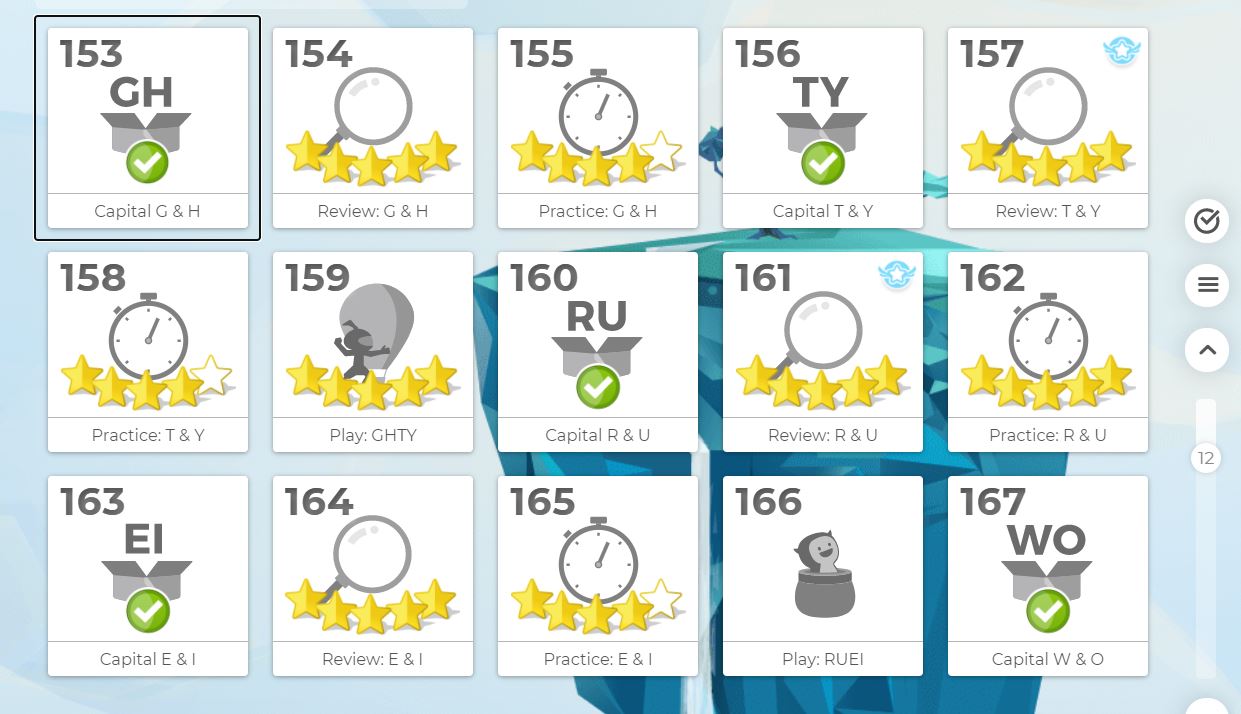 153
GH
Capital G & H
154
Review: G & H
155
Practice: G & H
156
TY
Capital T & Y
157
Review: T & Y
158
Practice: T & Y
159
Play: GHTY
160
RU
Capital R & U
161
Review: R & U
162
Practice: R & U
163
EI
Capital E & I
164
Review: E & I
165
Practice: E & I
166
Play: RUEI
167
WO
Capital W & O
12